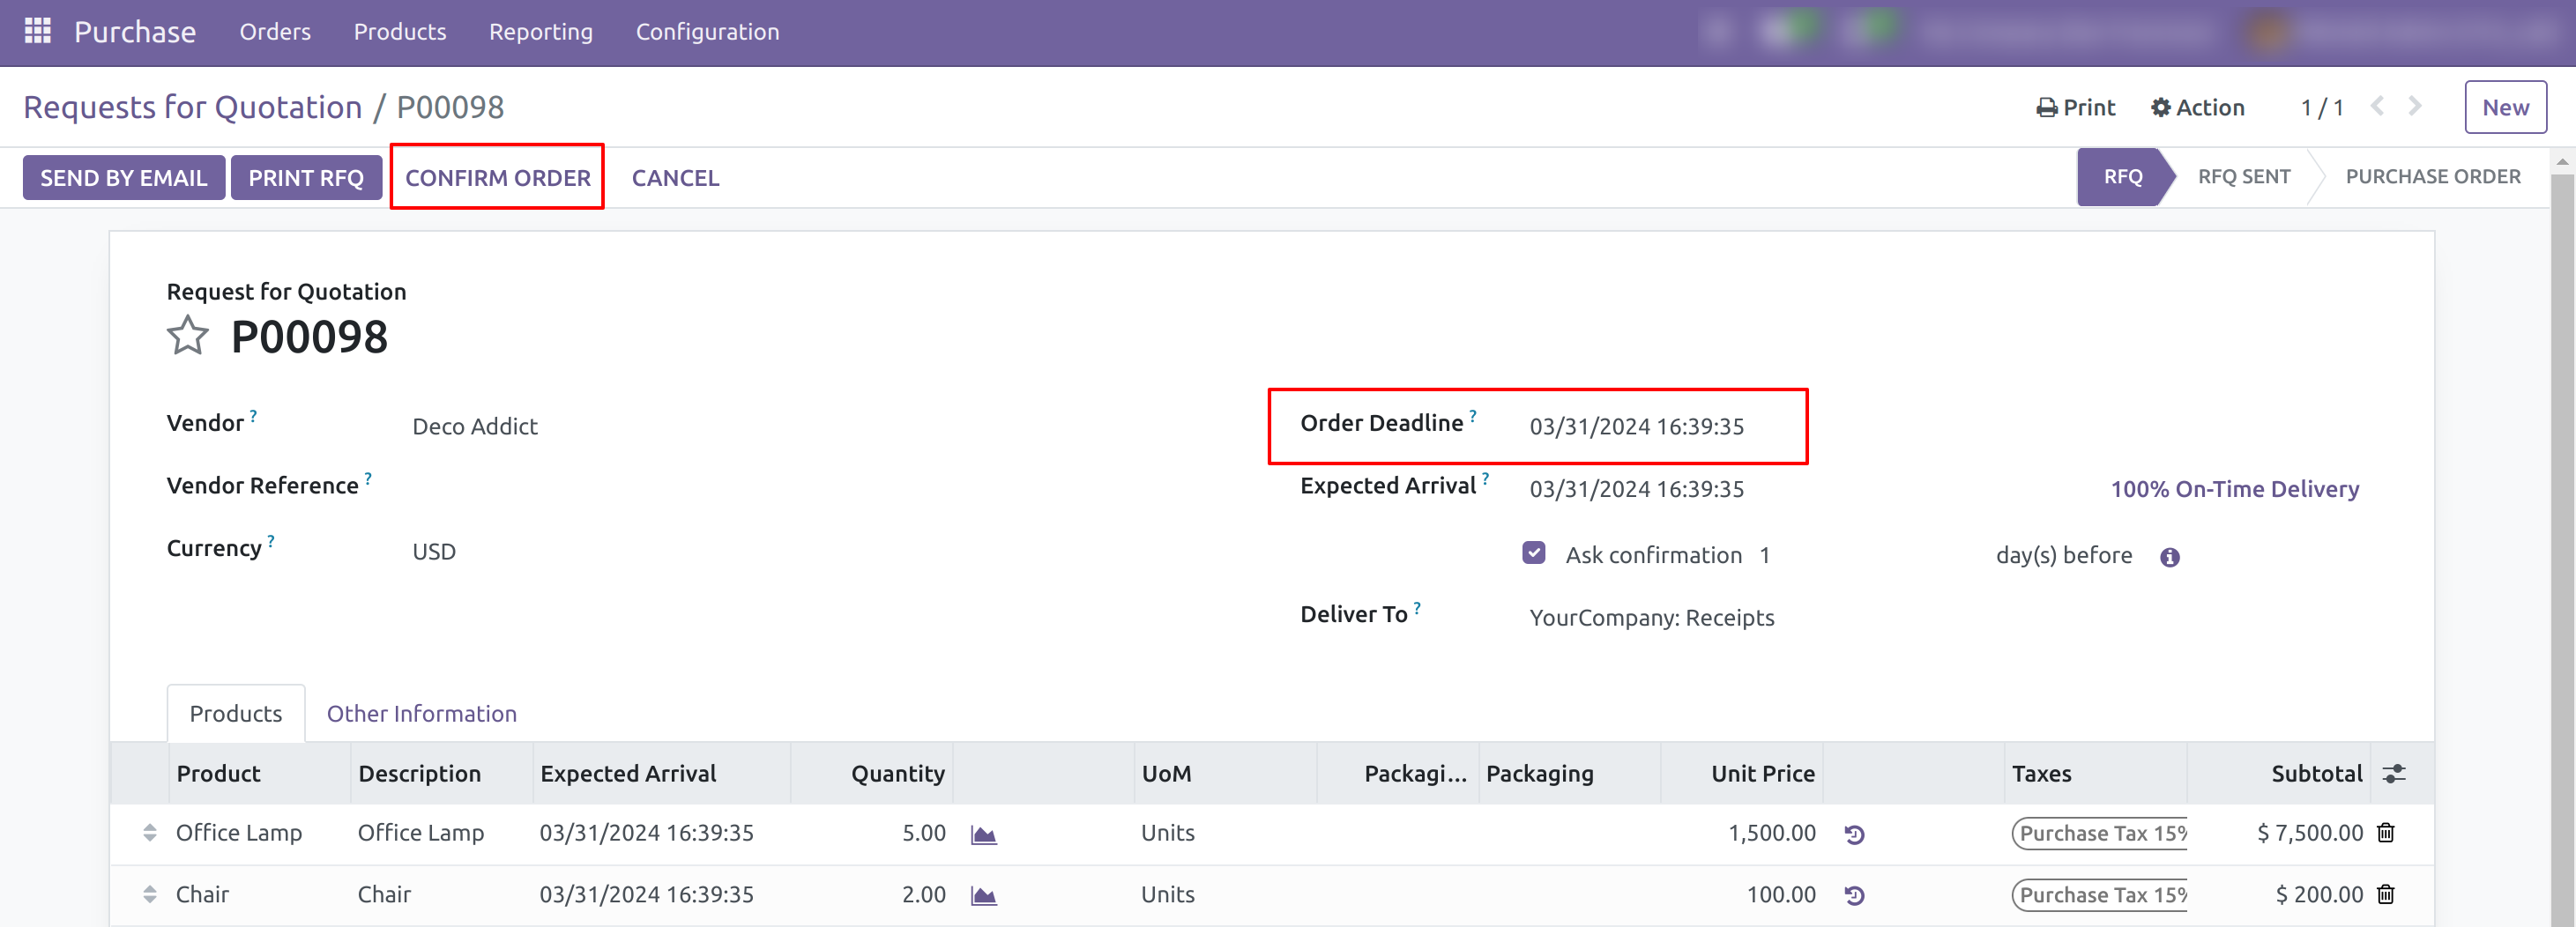 Purchase Orders Products Reporting Configuration
Requests for Quotation / P00098 Print Action 1 / 1 New
SEND BY EMAIL PRINT RFQ CONFIRM ORDER CANCEL RFQ RFQ SENT PURCHASE ORDER
Request for Quotation
P00098
Vendor ? Deco Addict Order Deadline ? 03/31/2024 16:39:35
Vendor Reference ? Expected Arrival ? 03/31/2024 16:39:35 100% On-Time Delivery
Currency ? USD Ask confirmation 1 day(s) before
Deliver To ? YourCompany: Receipts
Products Other Information
Product Description Expected Arrival Quantity UoM Packagi... Packaging Unit Price Taxes Subtotal
Office Lamp Office Lamp 03/31/2024 16:39:35 5.00 Units 1,500.00 Purchase Tax 15% $ 7,500.00
Chair Chair 03/31/2024 16:39:35 2.00 Units 100.00 Purchase Tax 15% $ 200.00